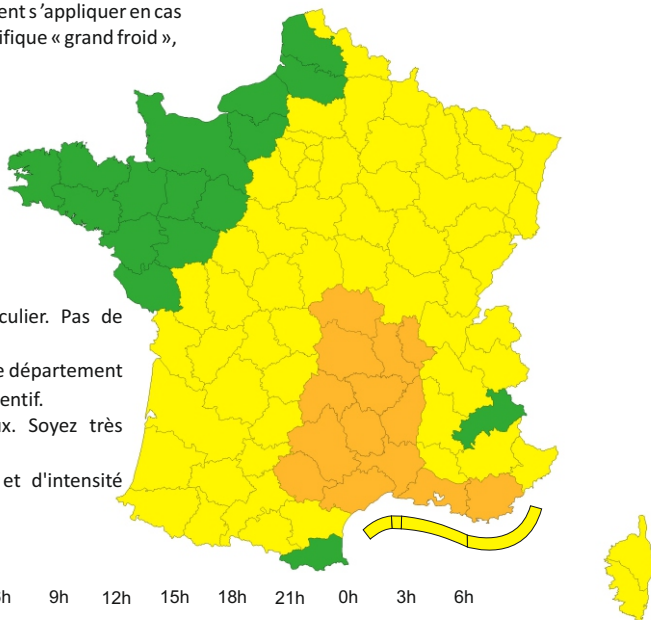 ent s'appliquer en cas
ifique « grand froid »,
culier. Pas de
e département
entif.
ux. Soyez très
et d'intensité
h 9h 12h 15h 18h 21h 0h 3h 6h